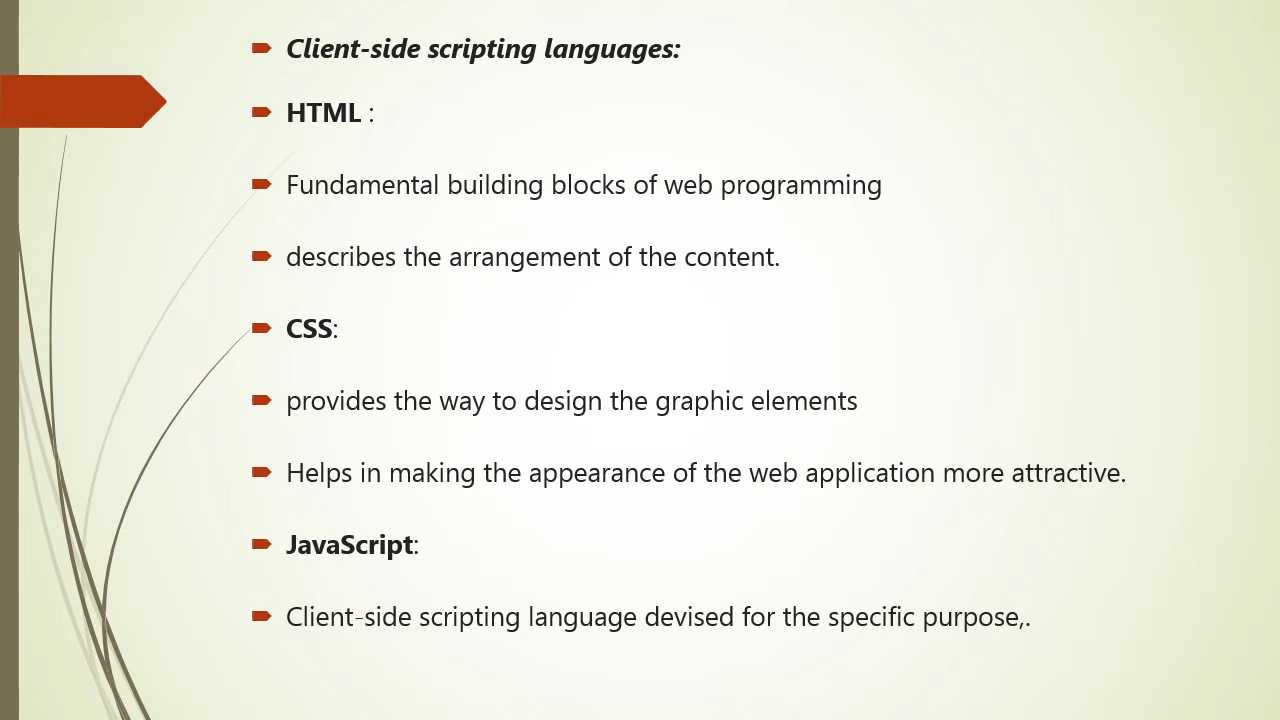 Client-side scripting languages:
HTML :
Fundamental building blocks of web programming
describes the arrangement of the content.
CSS:
provides the way to design the graphic elements
Helps in making the appearance of the web application more attractive.
JavaScript:
Client-side scripting language devised for the specific purpose,.